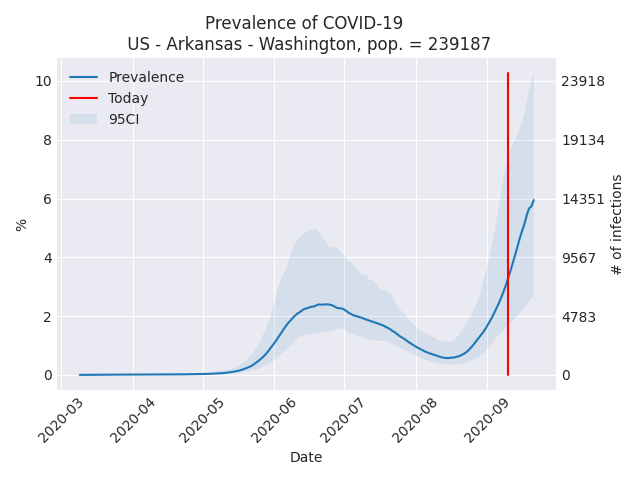 Prevalence of COVID-19
US - Arkansas - Washington, pop. = 239187
Prevalence
Today
95CI
10
8
6
4
2
0
%
23918
19134
14351
9567
4783
0
# of infections
2020-03
2020-04
2020-05
2020-06
2020-07
2020-08
2020-09
Date